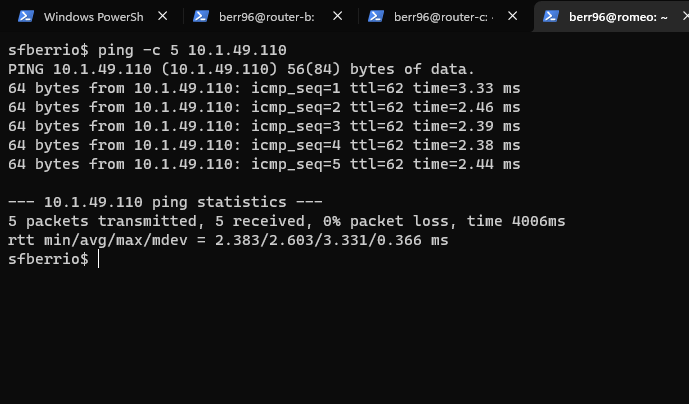 Windows PowerSh
berr96@router-b:
berr96@router-c:
berr96@romeo: ~
sfberrio$ ping -c 5 10.1.49.110
PING 10.1.49.110 (10.1.49.110) 56(84) bytes of data.
64 bytes from 10.1.49.110: icmp_seq=1 ttl=62 time=3.33 ms
64 bytes from 10.1.49.110: icmp_seq=2 ttl=62 time=2.46 ms
64 bytes from 10.1.49.110: icmp_seq=3 ttl=62 time=2.39 ms
64 bytes from 10.1.49.110: icmp_seq=4 ttl=62 time=2.38 ms
64 bytes from 10.1.49.110: icmp_seq=5 ttl=62 time=2.44 ms
--- 10.1.49.110 ping statistics ---
5 packets transmitted, 5 received, 0% packet loss, time 4006ms
rtt min/avg/max/mdev = 2.383/2.603/3.331/0.366 ms
sfberrio$